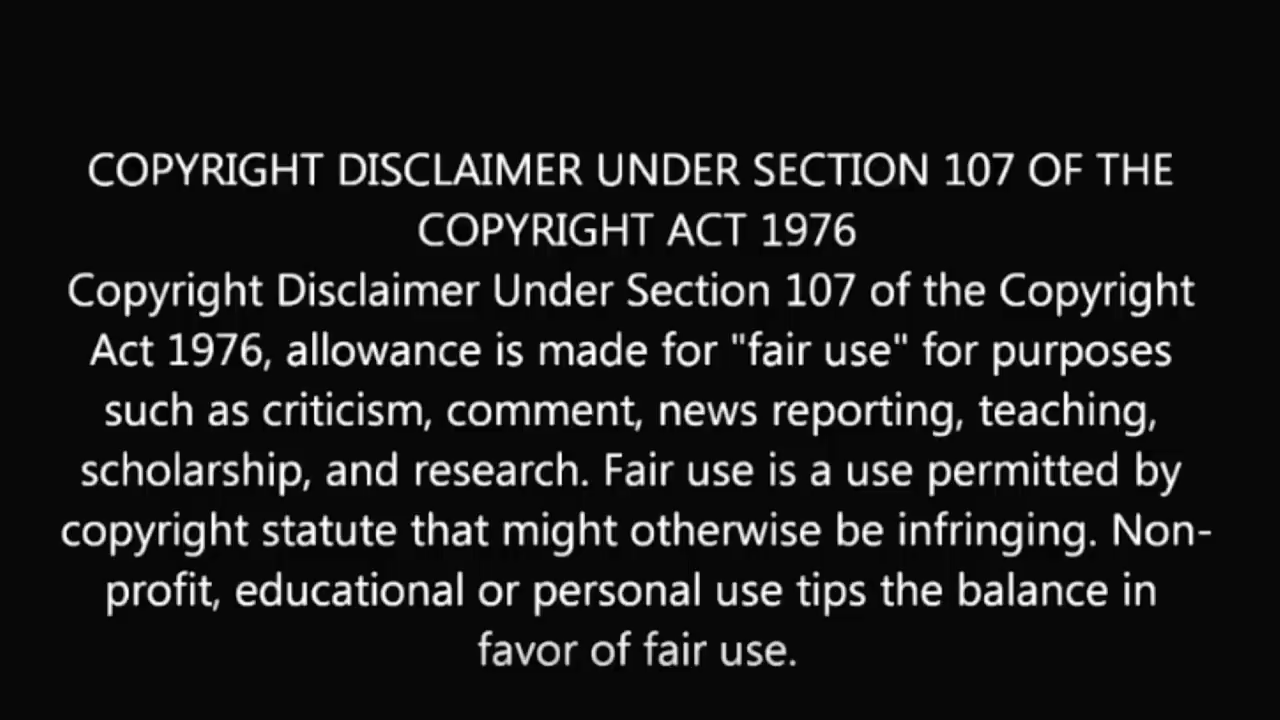 COPYRIGHT DISCLAIMER UNDER SECTION 107 OF THE
COPYRIGHT ACT 1976
Copyright Disclaimer Under Section 107 of the Copyright
Act 1976, allowance is made for "fair use" for purposes
such as criticism, comment, news reporting, teaching,
scholarship, and research. Fair use is a use permitted by
copyright statute that might otherwise be infringing. Non-
profit, educational or personal use tips the balance in
favor of fair use.